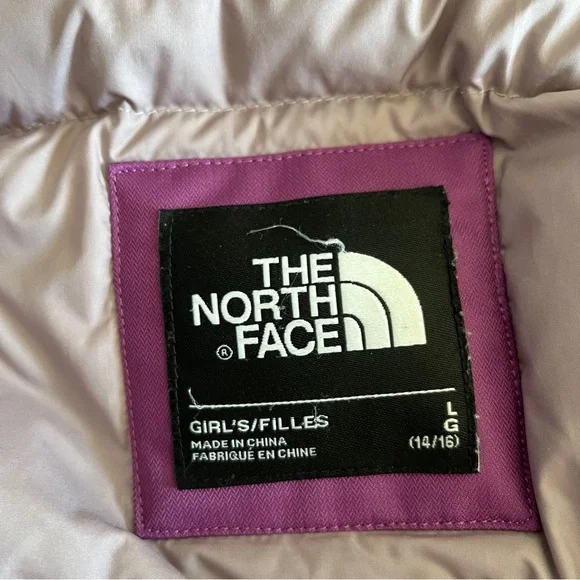 THE
NORTH
® FACE
GIRL'S/FILLES
MADE IN CHINA
FABRIQUÉ EN CHINE
L
G
(14/16)